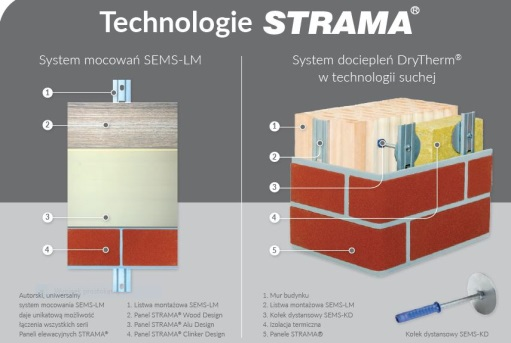 Technologie STRAMA®
System mocowań SEMS-LM
1
2
3
4
Autorski, uniwersalny
system mocowania SEMS-LM
daje unikatową możliwość
łączenia wszystkich serii
Paneli elewacyjnych STRAMA®
1. Listwa montażowa SEMS-LM
2. Panel STRAMA® Wood Design
3. Panel STRAMA® Alu Design
4. Panel STRAMA® Clinker Design
System dociepleń DryTherm®
w technologii suchej
1
2
3
4
5
1. Mur budynku
2. Listwa montażowa SEMS-LM
3. Kołek dystansowy SEMS-KD
4. Izolacja termiczna
5. Panele STRAMA®
Kołek dystansowy SEMS-KD